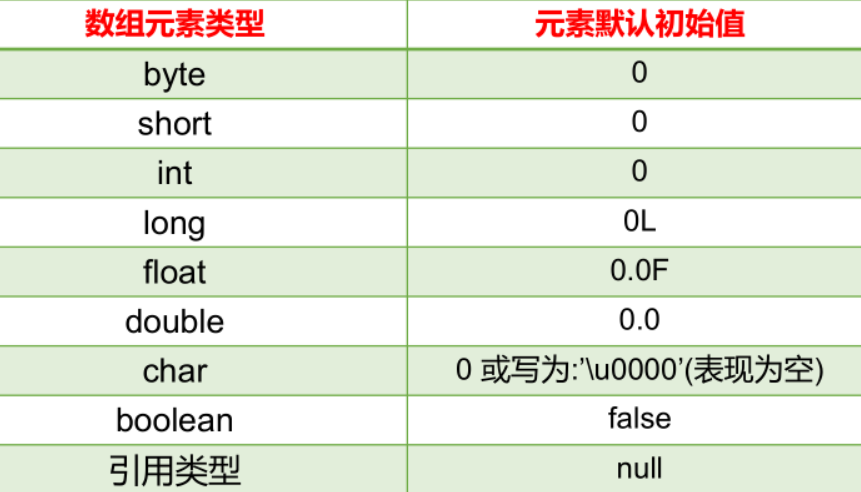 数组元素类型 元素默认初始值
byte 0
short 0
int 0
long 0L
float 0.0F
double 0.0
char 0 或写为:’\u0000’(表现为空)
boolean false
引用类型 null